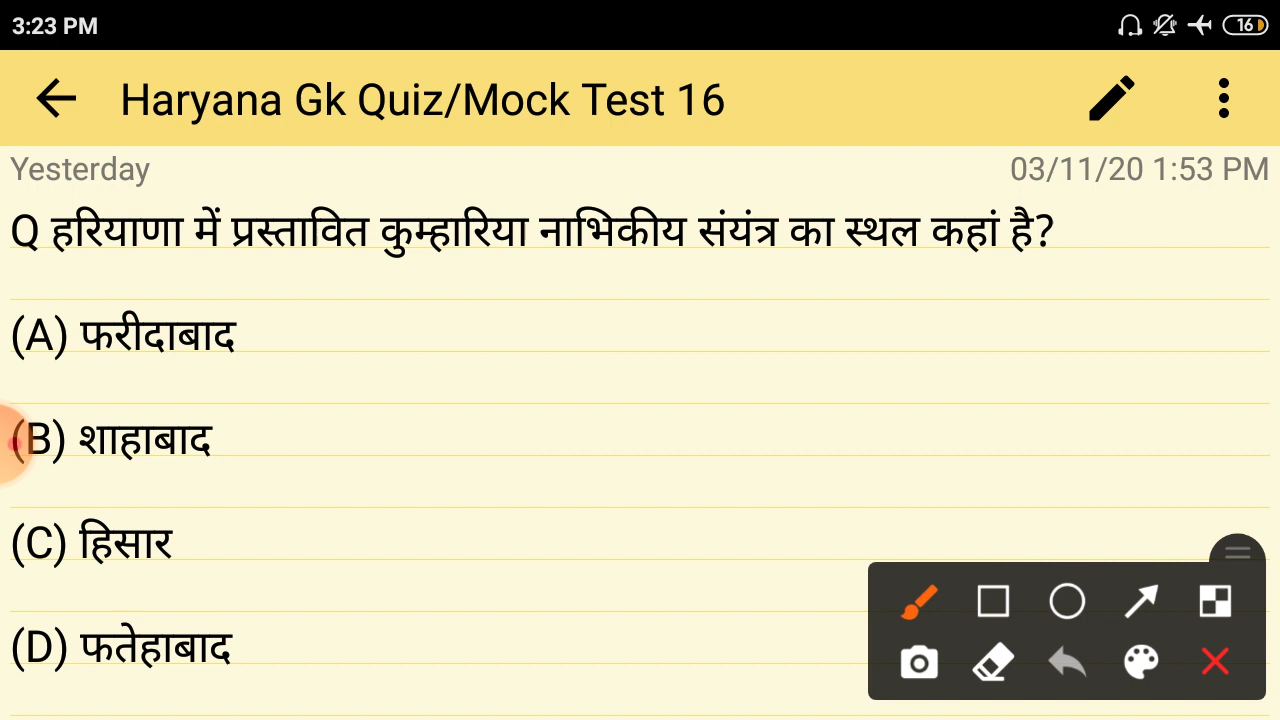 3:23 PM
16
Haryana Gk Quiz/Mock Test 16
Yesterday
03/11/20 1:53 PM
Q हरियाणा में प्रस्तावित कुम्हारिया नाभिकीय संयंत्र का स्थल कहां है?
(A) फरीदाबाद
(B) शाहाबाद
(C) हिसार
(D) फतेहाबाद